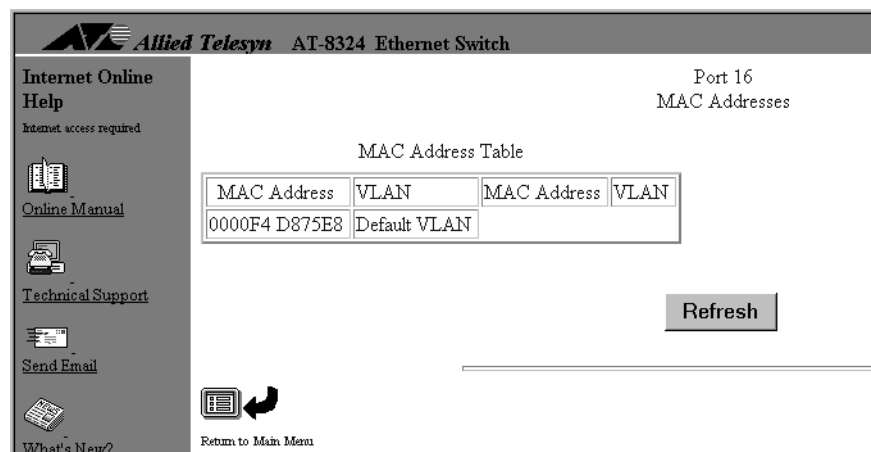 Allied Telesyn AT-8324 Ethernet Switch
Internet Online
Help
Internet access required
Online Manual
Technical Support
Send Email
What's New?
Port 16
MAC Addresses
MAC Address Table
MAC Address VLAN MAC Address VLAN
0000F4 D875E8 Default VLAN
Refresh
Return to Main Menu